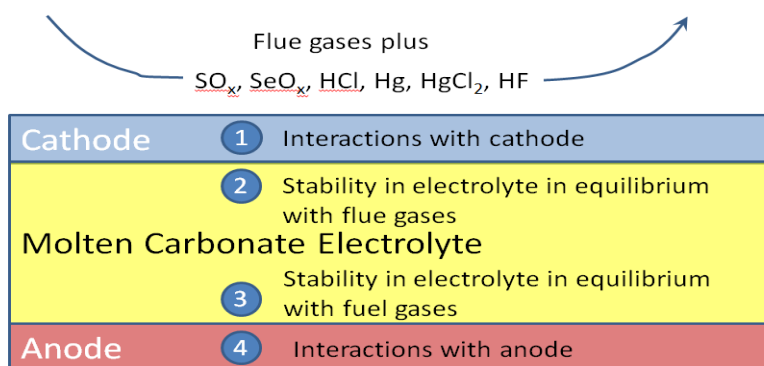 Flue gases plus
SOₓ, SeOₓ, HCl, Hg, HgCl₂, HF
Cathode 1 Interactions with cathode
2 Stability in electrolyte in equilibrium
with flue gases
Molten Carbonate Electrolyte
Stability in electrolyte in equilibrium
3 with fuel gases
Anode 4 Interactions with anode